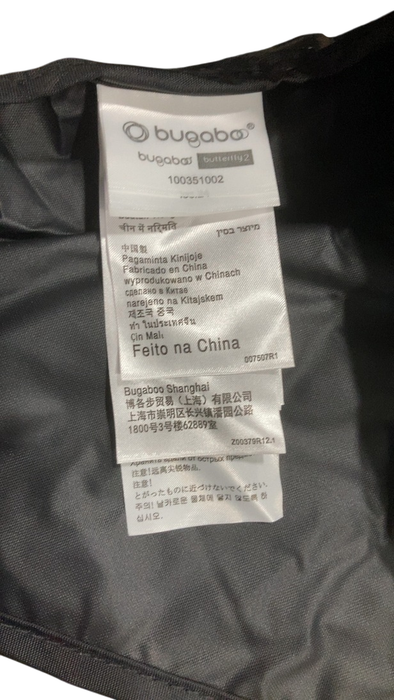 bugaboo®
bugaboo butterfly2
100351002
चीन में निर्मित מיוצר בסין
中国製
Pagaminta Kinijoje
Fabricado en China
wyprodukowano w Chinach
сделано в Китае
narejeno na Kitajskem
제조국 중국
ทำ ในประเทศจีน
Çin Malı
Feito na China
007507R1
Bugaboo Shanghai
博各步贸易（上海）有限公司
上海市崇明区长兴镇潘园公路
1800号3号楼62889室
Z00379R12.1
注意!远离尖锐物品.
注意!
とがったものに近づけないでください.
주의! 날카로운 물체에 닿지 않도록 하
십시오.